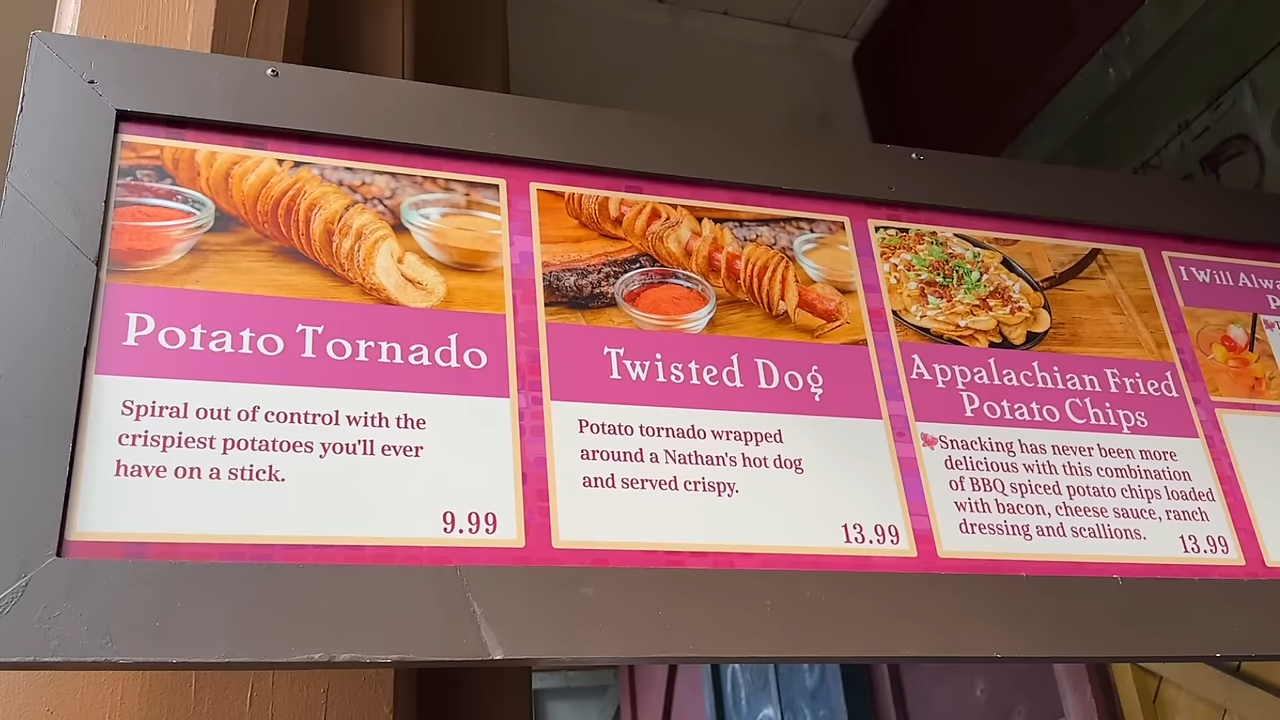 Potato Tornado
Spiral out of control with the
crispiest potatoes you'll ever
have on a stick.
9.99
Twisted Dog
Potato tornado wrapped
around a Nathan's hot dog
and served crispy.
13.99
Appalachian Fried
Potato Chips
Snacking has never been more
delicious with this combination
of BBQ spiced potato chips loaded
with bacon, cheese sauce, ranch
dressing and scallions.
13.99
I Will